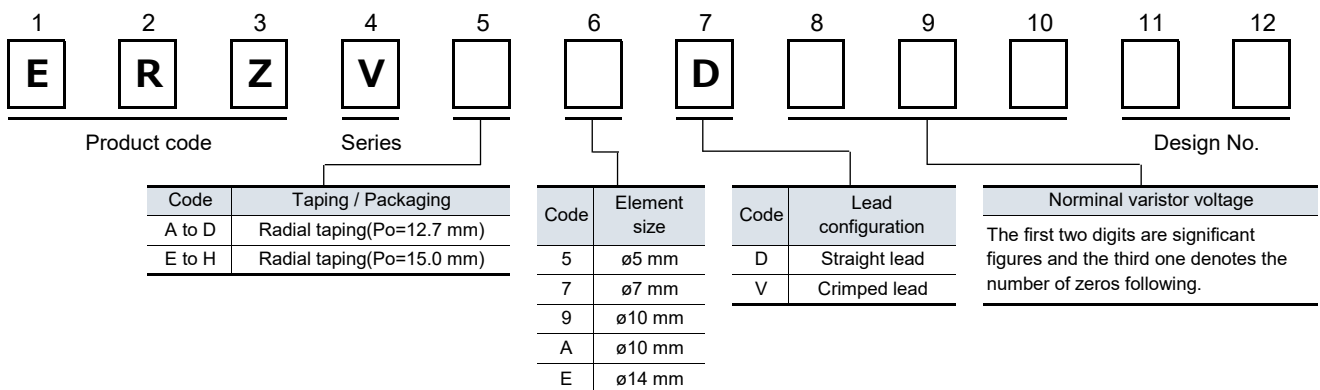 1 2 3 4 5 6 7 8 9 10 11 12
E R Z V D
Product code Series Design No.
Code Taping / Packaging
A to D Radial taping(Po=12.7 mm)
E to H Radial taping(Po=15.0 mm)
Code Element
size
5 ø5 mm
7 ø7 mm
9 ø10 mm
A ø10 mm
E ø14 mm
Code Lead
configuration
D Straight lead
V Crimped lead
Norminal varistor voltage
The first two digits are significant
figures and the third one denotes the
number of zeros following.